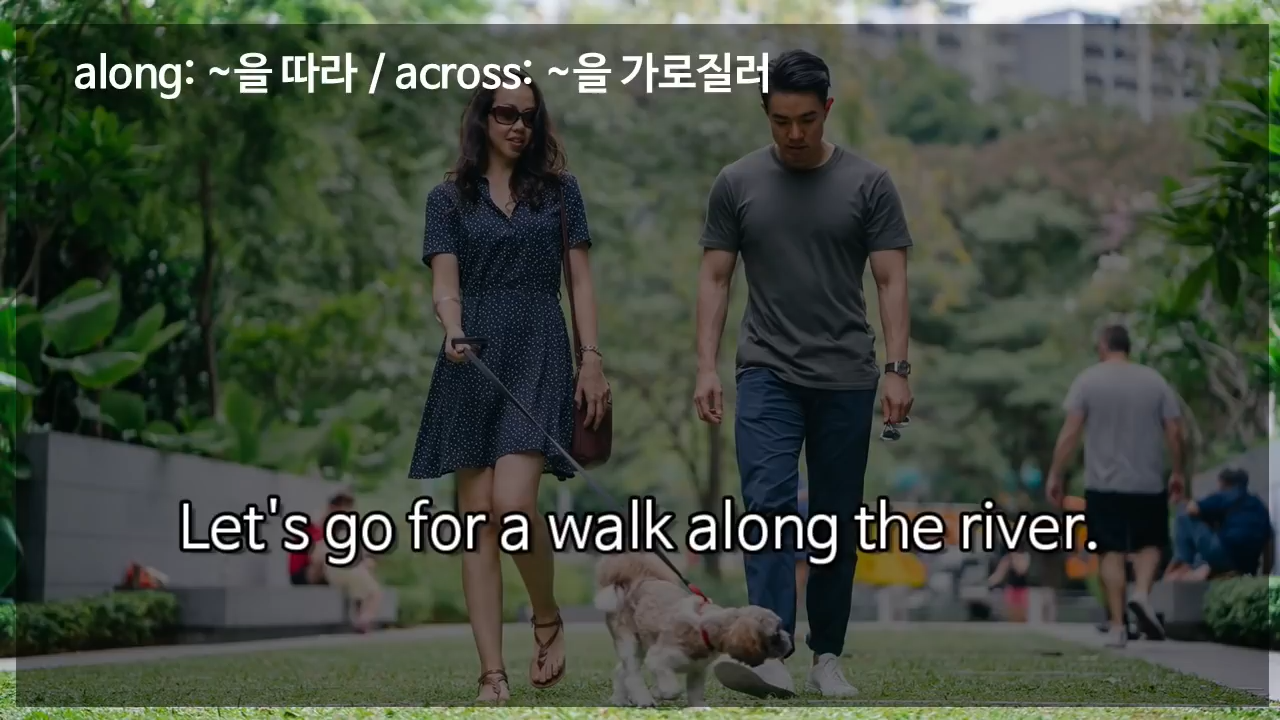 along: ~을 따라 / across: ~을 가로질러
Let's go for a walk along the river.